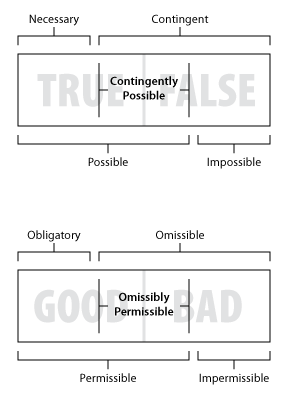 Necessary Contingent
TRUE FALSE
Contingently
Possible
Possible Impossible
Obligatory Omissible
GOOD BAD
Omissibly
Permissible
Permissible Impermissible